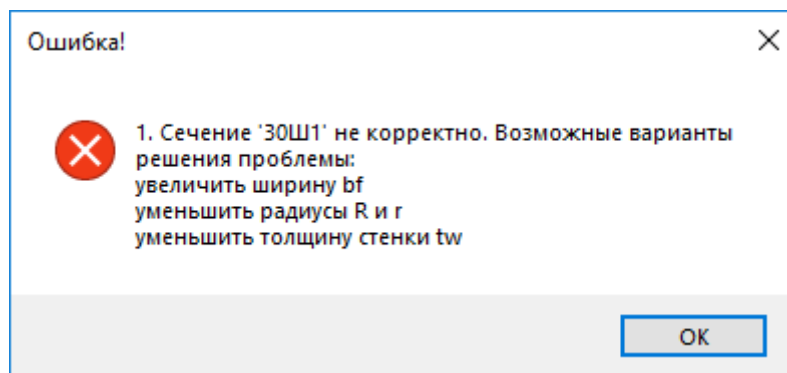 Ошибка!
1. Сечение '30Ш1' не корректно. Возможные варианты
решения проблемы:
увеличить ширину bf
уменьшить радиусы R и r
уменьшить толщину стенки tw
ОК